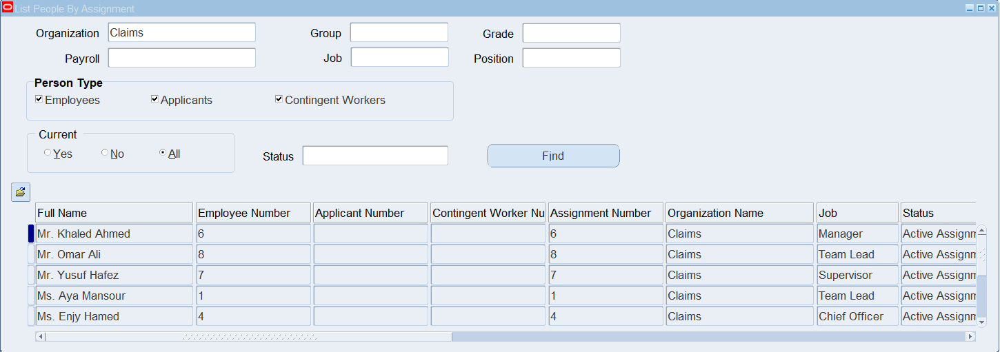 List People By Assignment
Organization Claims Group Grade
Payroll Job Position
Person Type
Employees Applicants Contingent Workers
Current
Yes No All Status Find
Full Name Employee Number Applicant Number Contingent Worker Nu Assignment Number Organization Name Job Status
Mr. Khaled Ahmed 6 6 Claims Manager Active Assignm
Mr. Omar Ali 8 8 Claims Team Lead Active Assignm
Mr. Yusuf Hafez 7 7 Claims Supervisor Active Assignm
Ms. Aya Mansour 1 1 Claims Team Lead Active Assignm
Ms. Enjy Hamed 4 4 Claims Chief Officer Active Assignm